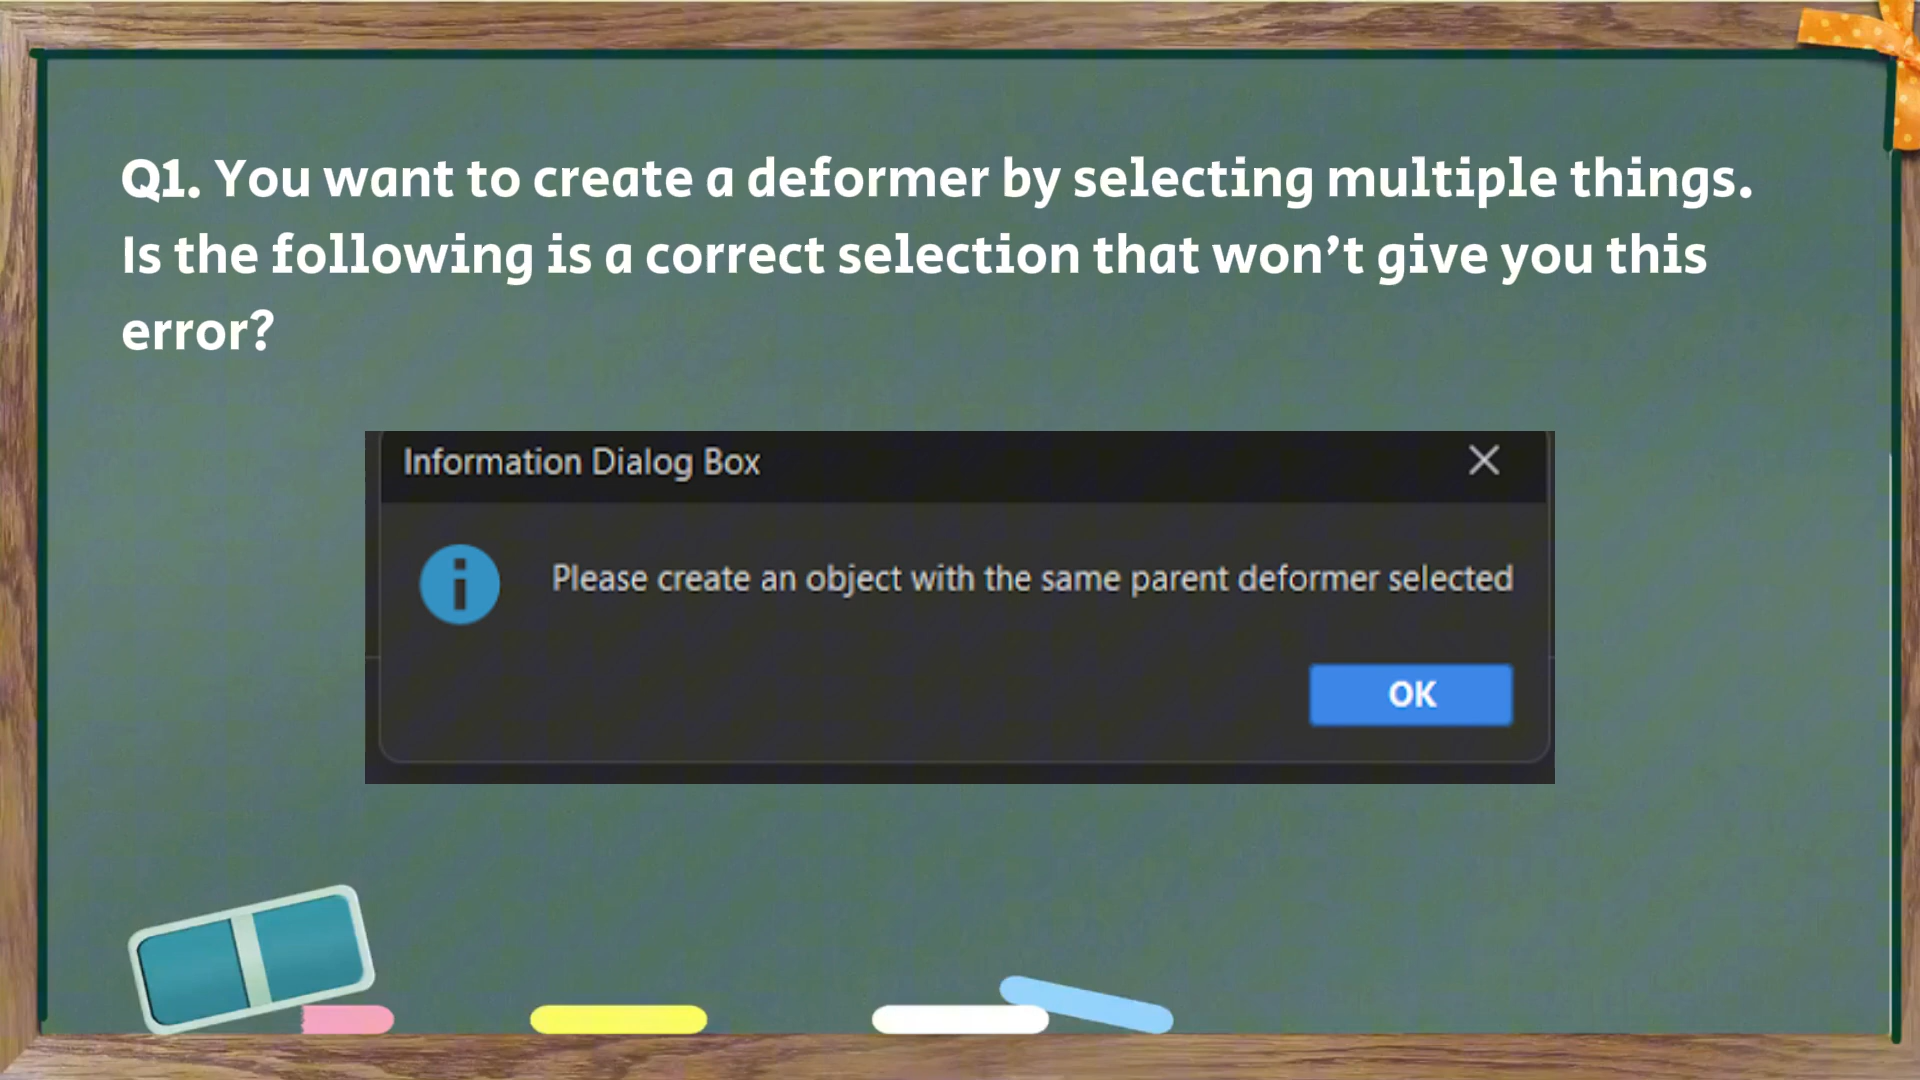 Q1. You want to create a deformer by selecting multiple things.
Is the following is a correct selection that won’t give you this
error?
Information Dialog Box
Please create an object with the same parent deformer selected
OK